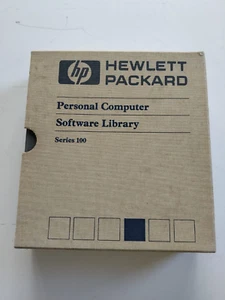 hp HEWLETT
PACKARD
Personal Computer
Software Library
Series 100